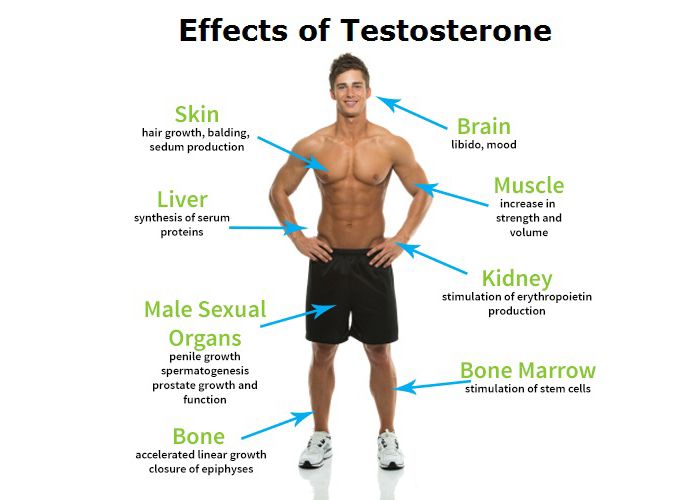 Effects of Testosterone
Skin
hair growth, balding,
sedum production
Brain
libido, mood
Liver
synthesis of serum
proteins
Muscle
increase in
strength and
volume
Kidney
stimulation of erythropoietin
production
Male Sexual
Organs
penile growth
spermatogenesis
prostate growth and
function
Bone Marrow
stimulation of stem cells
Bone
accelerated linear growth
closure of epiphyses